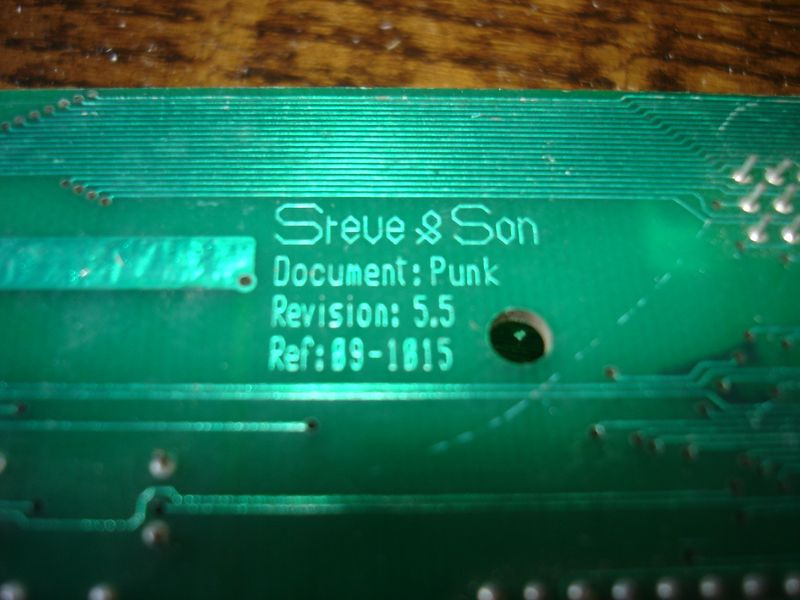 Steve & Son
Document: Punk
Revision: 5.5
Ref:09-1015